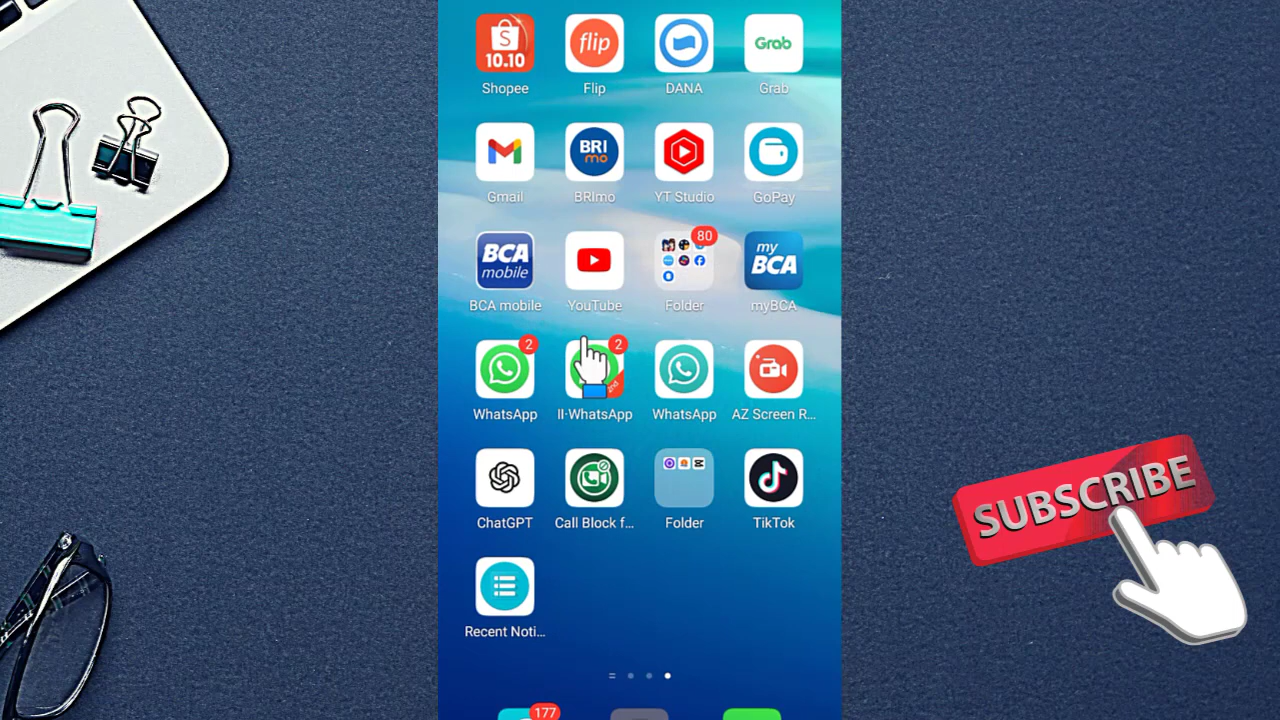 S
10.10
flip
Grab
Shopee
Flip
DANA
Grab
BRI
mo
Gmail
BRImo
YT Studio
GoPay
80
BCA
mobile
my
BCA
BCA mobile
YouTube
Folder
myBCA
2
2
2nd
WhatsApp
II-WhatsApp
WhatsApp
AZ Screen R...
ChatGPT
Call Block f...
Folder
TikTok
SUBSCRIBE
Recent Noti...
177